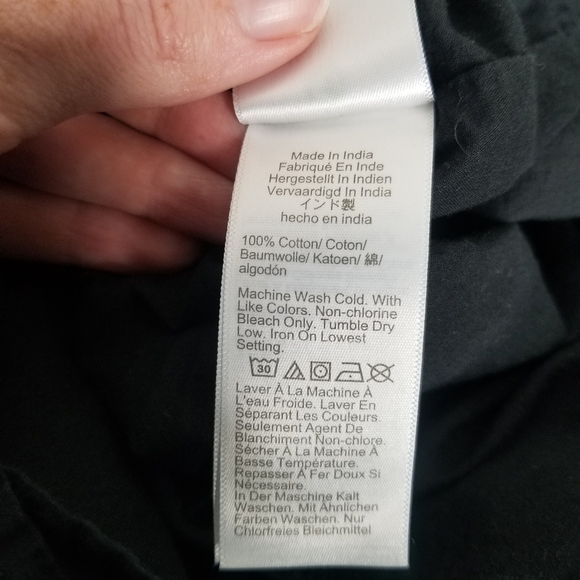 Made In India
Fabriqué En Inde
Hergestellt In Indien
Vervaardigd In India
インド製
hecho en india
100% Cotton/ Coton/
Baumwolle/ Katoen/ 綿/
algodón
Machine Wash Cold. With
Like Colors. Non-chlorine
Bleach Only. Tumble Dry
Low. Iron On Lowest
Setting.
30
Laver À La Machine À
L'eau Froide. Laver En
Séparant Les Couleurs.
Seulement Agent De
Blanchiment Non-chlore.
Sécher À La Machine À
Basse Température.
Repasser À Fer Doux Si
Nécessaire.
In Der Maschine Kalt
Waschen. Mit Ähnlichen
Farben Waschen. Nur
Chlorfreies Bleichmittel